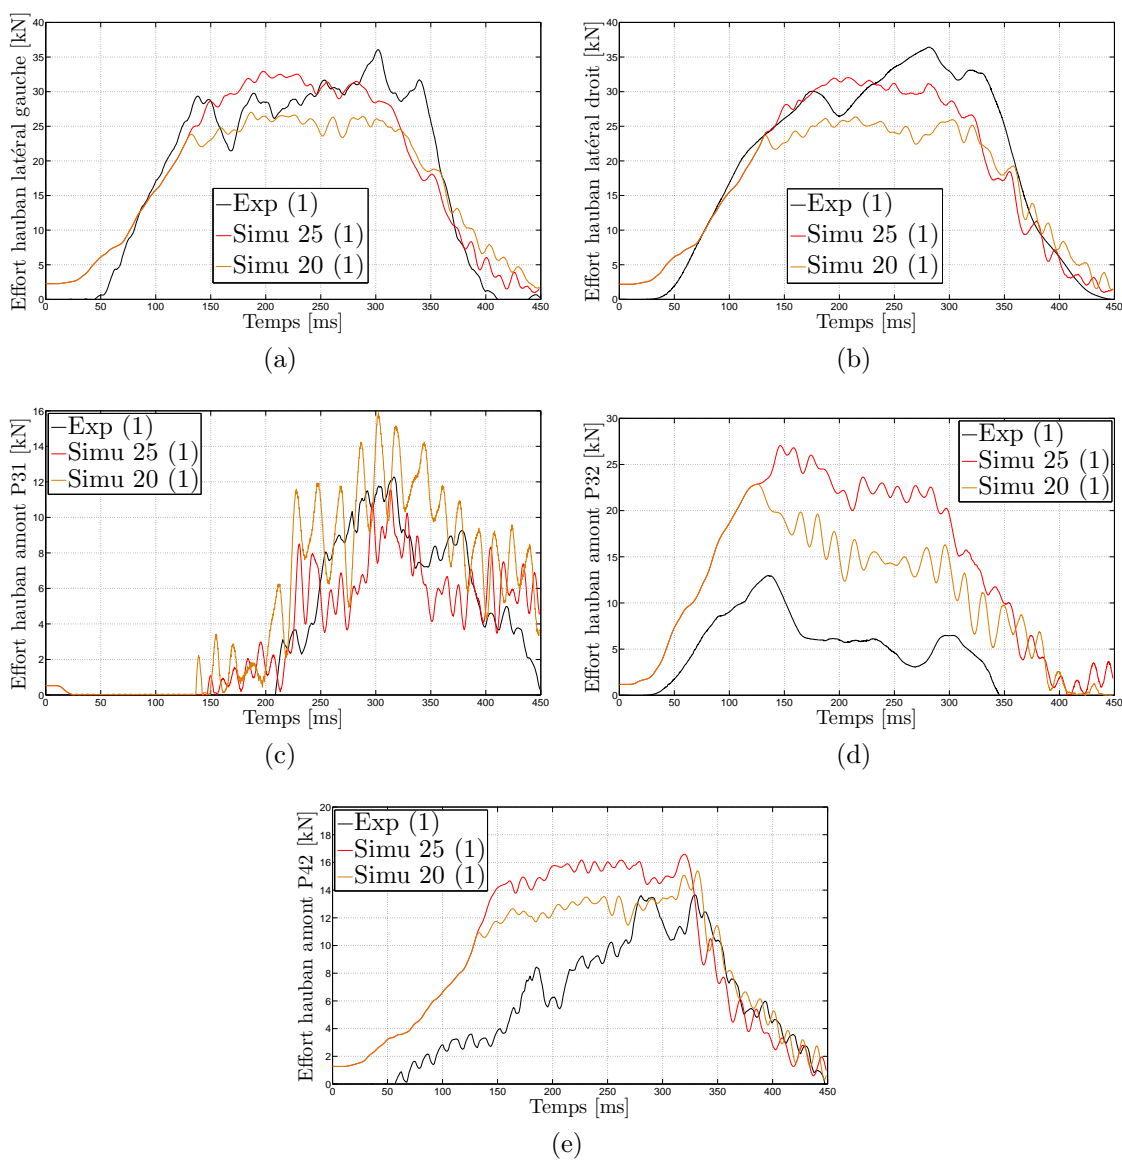 Effort hauban latéral gauche [kN]
40
35
30
25
20
15
10
5
0
Exp (1)
Simu 25 (1)
Simu 20 (1)
0 50 100 150 200 250 300 350 400 450
Temps [ms]
(a)
Effort hauban latéral droit [kN]
40
35
30
25
20
15
10
5
0
Exp (1)
Simu 25 (1)
Simu 20 (1)
0 50 100 150 200 250 300 350 400 450
Temps [ms]
(b)
Effort hauban amont P31 [kN]
16
14
12
10
8
6
4
2
0
Exp (1)
Simu 25 (1)
Simu 20 (1)
0 50 100 150 200 250 300 350 400 450
Temps [ms]
(c)
Effort hauban amont P32 [kN]
30
25
20
15
10
5
0
Exp (1)
Simu 25 (1)
Simu 20 (1)
0 50 100 150 200 250 300 350 400 450
Temps [ms]
(d)
Effort hauban amont P42 [kN]
20
18
16
14
12
10
8
6
4
2
0
Exp (1)
Simu 25 (1)
Simu 20 (1)
0 50 100 150 200 250 300 350 400 450
Temps [ms]
(e)